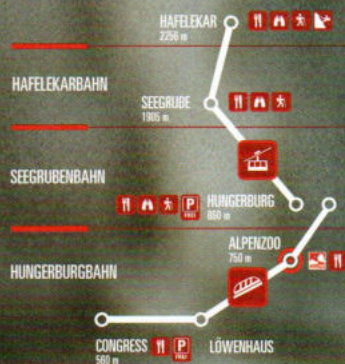 HAFELEKAR
2256 m
HAFELEKARBAHN
SEEGRUBE
1905 m
SEEGRUBENBAHN
P
FREI
HUNGERBURG
860 m
ALPENZOO
750 m
HUNGERBURGBAHN
CONGRESS
P
FREI
LÖWENHAUS
560 m